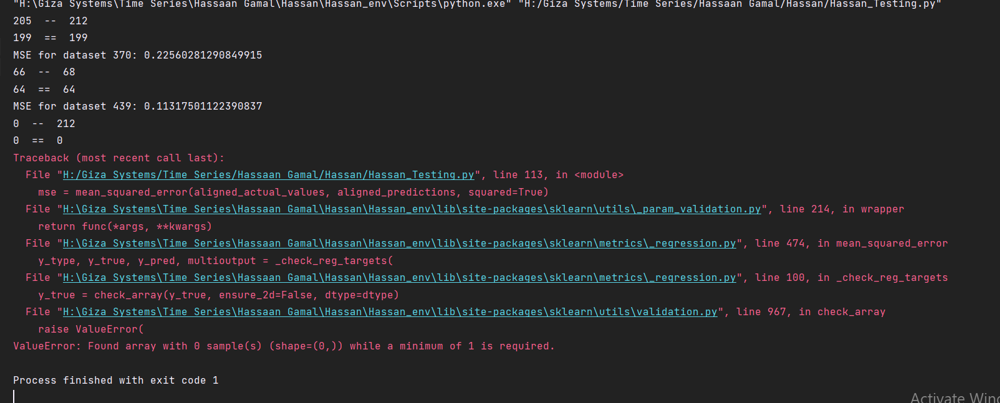 "H:\Giza Systems\Time Series\Hassaan Gamal\Hassan\Hassan_env\Scripts\python.exe" "H:/Giza Systems/Time Series/Hassaan Gamal/Hassan/Hassan_Testing.py"
205  --  212
199  ==  199
MSE for dataset 370: 0.22560281290849915
66  --  68
64  ==  64
MSE for dataset 439: 0.11317501122390837
0  --  212
0  ==  0
Traceback (most recent call last):
  File "H:/Giza Systems/Time Series/Hassaan Gamal/Hassan/Hassan_Testing.py", line 113, in <module>
    mse = mean_squared_error(aligned_actual_values, aligned_predictions, squared=True)
  File "H:\Giza Systems\Time Series\Hassaan Gamal\Hassan\Hassan_env\lib\site-packages\sklearn\utils\_param_validation.py", line 214, in wrapper
    return func(*args, **kwargs)
  File "H:\Giza Systems\Time Series\Hassaan Gamal\Hassan\Hassan_env\lib\site-packages\sklearn\metrics\_regression.py", line 474, in mean_squared_error
    y_type, y_true, y_pred, multioutput = _check_reg_targets(
  File "H:\Giza Systems\Time Series\Hassaan Gamal\Hassan\Hassan_env\lib\site-packages\sklearn\metrics\_regression.py", line 100, in _check_reg_targets
    y_true = check_array(y_true, ensure_2d=False, dtype=dtype)
  File "H:\Giza Systems\Time Series\Hassaan Gamal\Hassan\Hassan_env\lib\site-packages\sklearn\utils\validation.py", line 967, in check_array
    raise ValueError(
ValueError: Found array with 0 sample(s) (shape=(0,)) while a minimum of 1 is required.
Process finished with exit code 1
Activate Wind